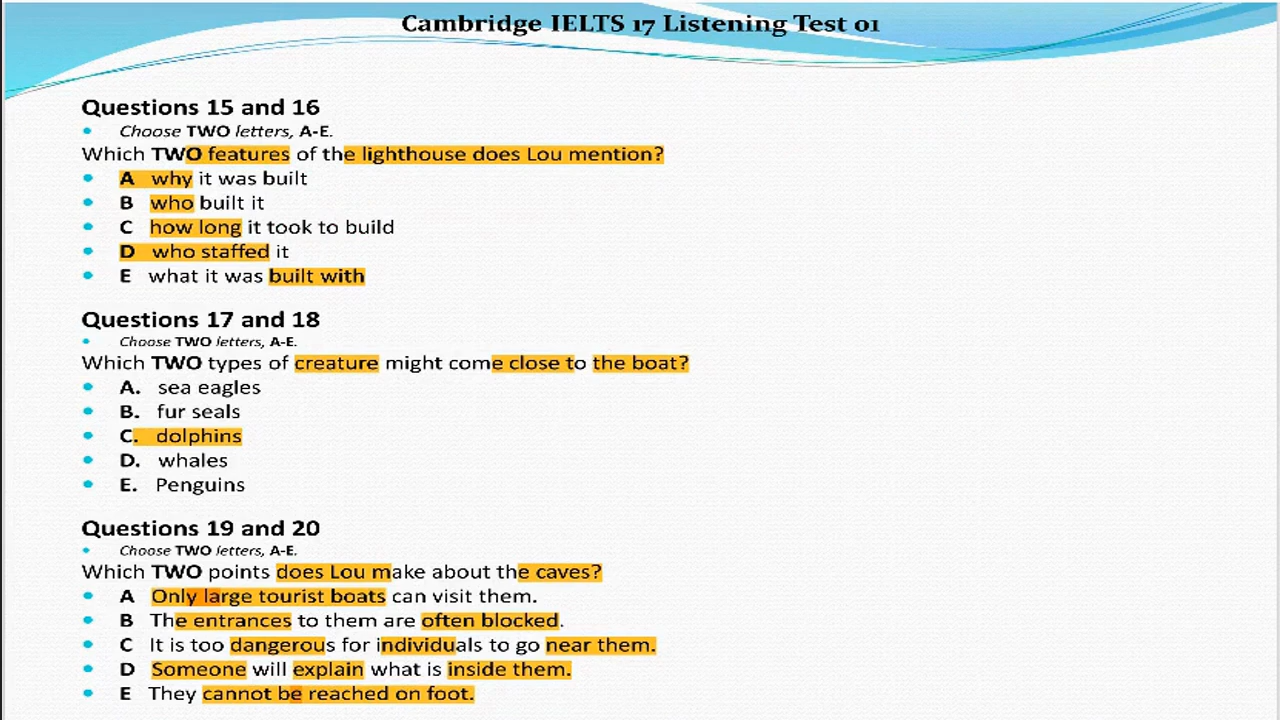 Cambridge IELTS 17 Listening Test 01
Questions 15 and 16
• Choose TWO letters, A-E.
Which TWO features of the lighthouse does Lou mention?
• A why it was built
• B who built it
• C how long it took to build
• D who staffed it
• E what it was built with
Questions 17 and 18
• Choose TWO letters, A-E.
Which TWO types of creature might come close to the boat?
• A. sea eagles
• B. fur seals
• C. dolphins
• D. whales
• E. Penguins
Questions 19 and 20
• Choose TWO letters, A-E.
Which TWO points does Lou make about the caves?
• A Only large tourist boats can visit them.
• B The entrances to them are often blocked.
• C It is too dangerous for individuals to go near them.
• D Someone will explain what is inside them.
• E They cannot be reached on foot.